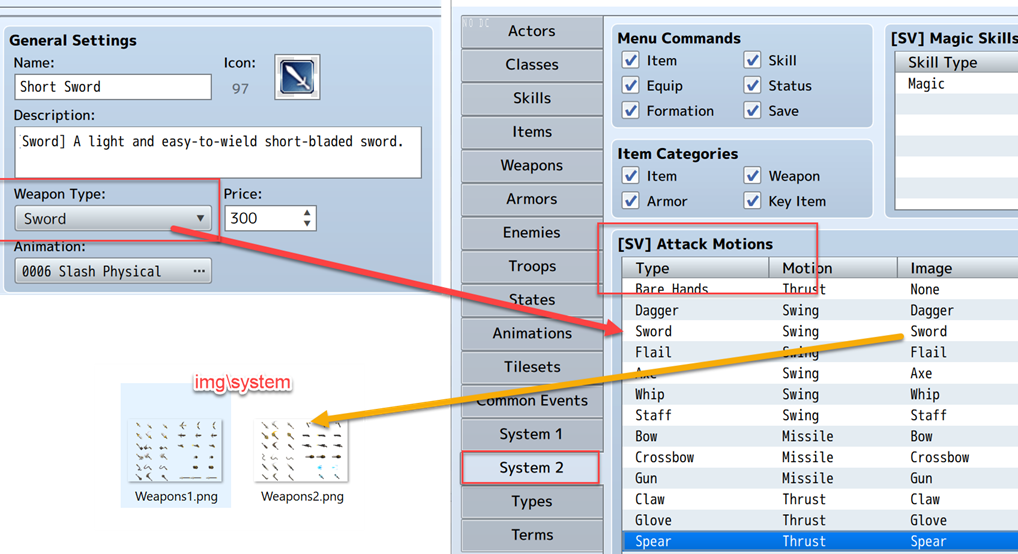 General Settings
Name:
Icon:
Short Sword
97
Description:
Sword] A light and easy-to-wield short-bladed sword.
Weapon Type:
Price:
Sword
300
Animation:
0006 Slash Physical ...
img\system
Weapons1.png
Weapons2.png
NO DC
Actors
Classes
Skills
Items
Weapons
Armors
Enemies
Troops
States
Animations
Tilesets
Common Events
System 1
System 2
Types
Terms
Menu Commands
Item
Skill
Equip
Status
Formation
Save
Item Categories
Item
Weapon
Armor
Key Item
[SV] Magic Skills
Skill Type
Magic
[SV] Attack Motions
Type Motion Image
Bare Hands Thrust None
Dagger Swing Dagger
Sword Swing Sword
Flail Swing Flail
Axe Swing Axe
Whip Swing Whip
Staff Swing Staff
Bow Missile Bow
Crossbow Missile Crossbow
Gun Missile Gun
Claw Thrust Claw
Glove Thrust Glove
Spear Thrust Spear